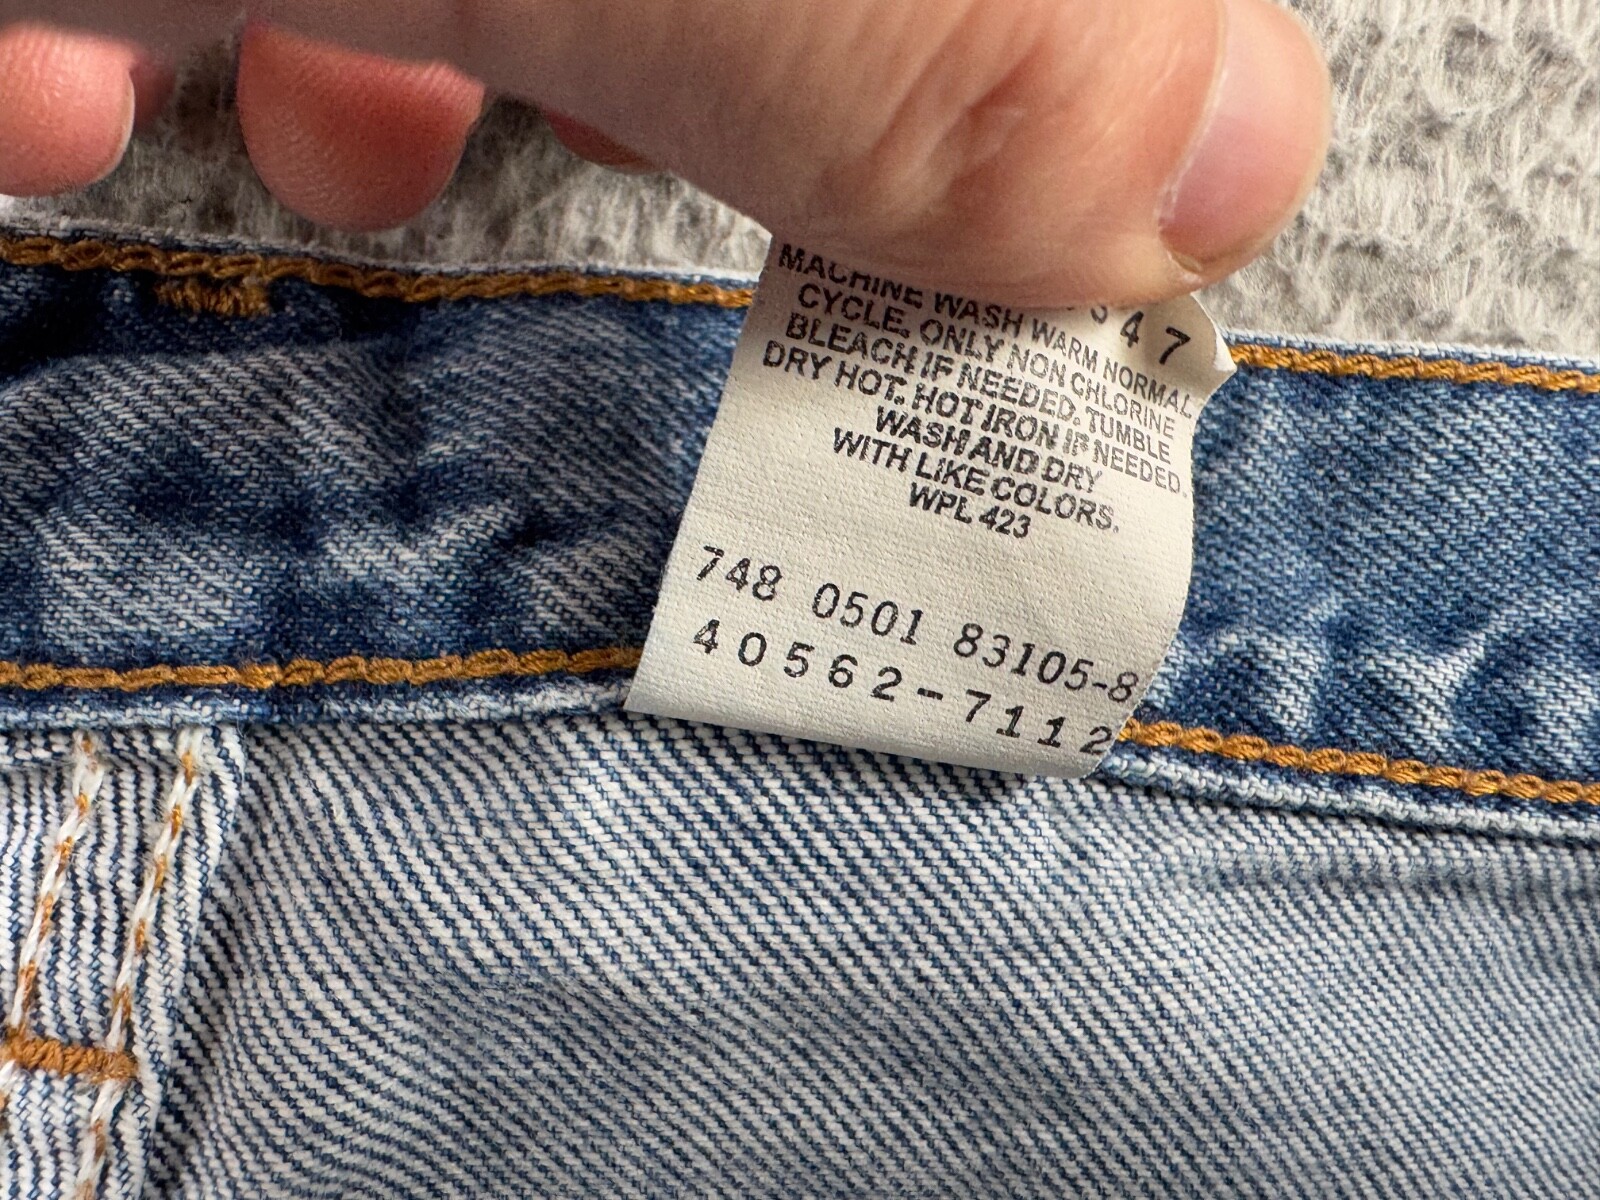 347
MACHINE WASH WARM NORMAL
CYCLE. ONLY NON CHLORINE
BLEACH IF NEEDED. TUMBLE
DRY HOT. HOT IRON IF NEEDED.
WASH AND DRY
WITH LIKE COLORS.
WPL 423
748 0501 83105-8
40562-7112